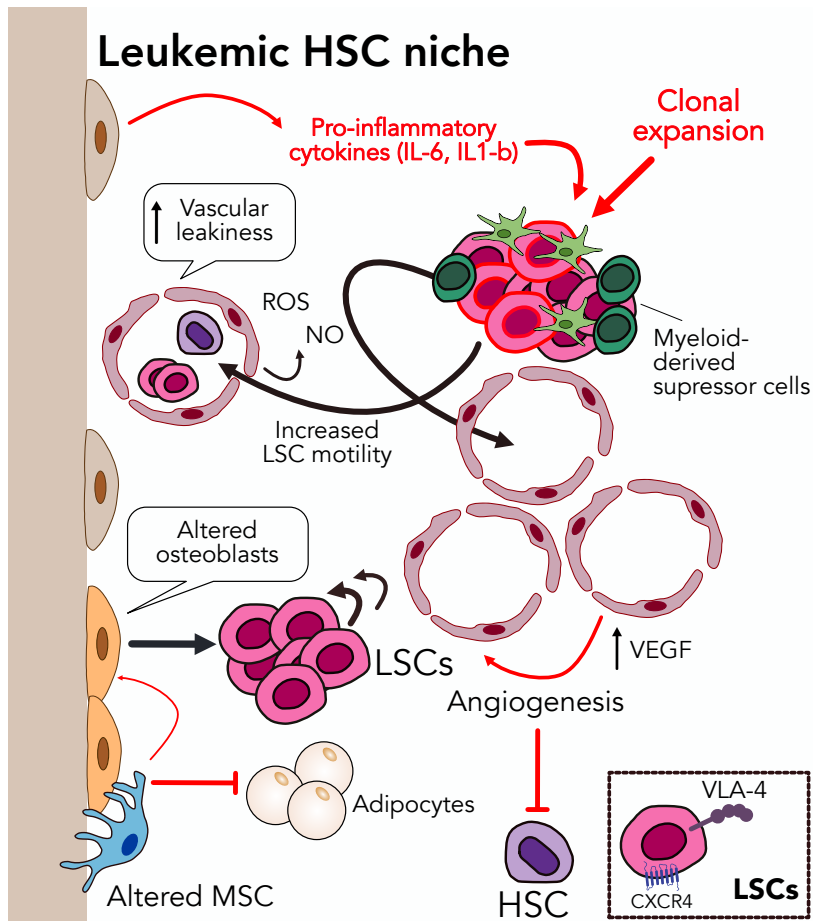 Leukemic HSC niche
Clonal
expansion
Pro-inflammatory
cytokines (IL-6, IL1-b)
Vascular
leakiness
ROS
NO
Myeloid-
derived
supressor cells
Increased
LSC motility
Altered
osteoblasts
LSCs
VEGF
Angiogenesis
Adipocytes
VLA-4
CXCR4
LSCs
Altered MSC
HSC